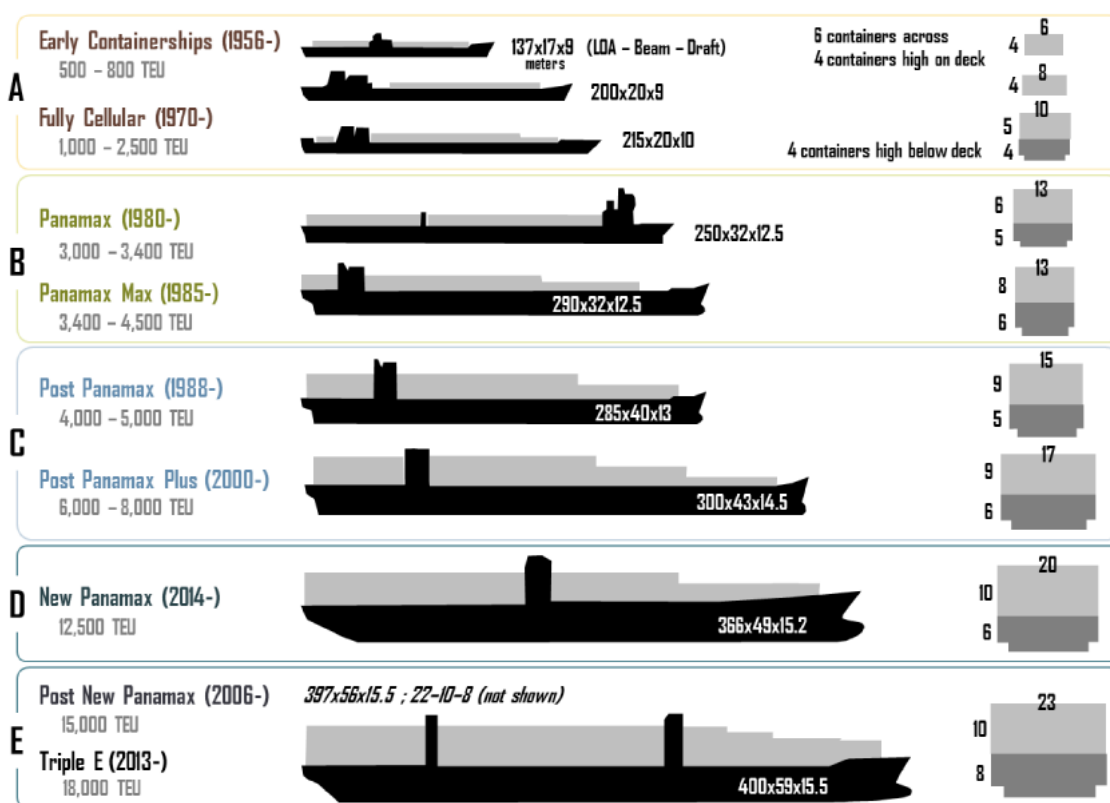 A
Early Containerships (1956-)
500 – 800 TEU
137x17x9 (LOA – Beam – Draft)
meters
200x20x9
6 containers across
4 containers high on deck
6
4
8
4
Fully Cellular (1970-)
1,000 – 2,500 TEU
215x20x10
4 containers high below deck
10
5
4
B
Panamax (1980-)
3,000 – 3,400 TEU
250x32x12.5
13
6
5
Panamax Max (1985-)
3,400 – 4,500 TEU
290x32x12.5
13
8
6
C
Post Panamax (1988-)
4,000 – 5,000 TEU
285x40x13
15
9
5
Post Panamax Plus (2000-)
6,000 – 8,000 TEU
300x43x14.5
17
9
6
D
New Panamax (2014-)
12,500 TEU
366x49x15.2
20
10
6
E
Post New Panamax (2006-)
15,000 TEU
397x56x15.5 ; 22-10-8 (not shown)
Triple E (2013-)
18,000 TEU
400x59x15.5
23
10
8